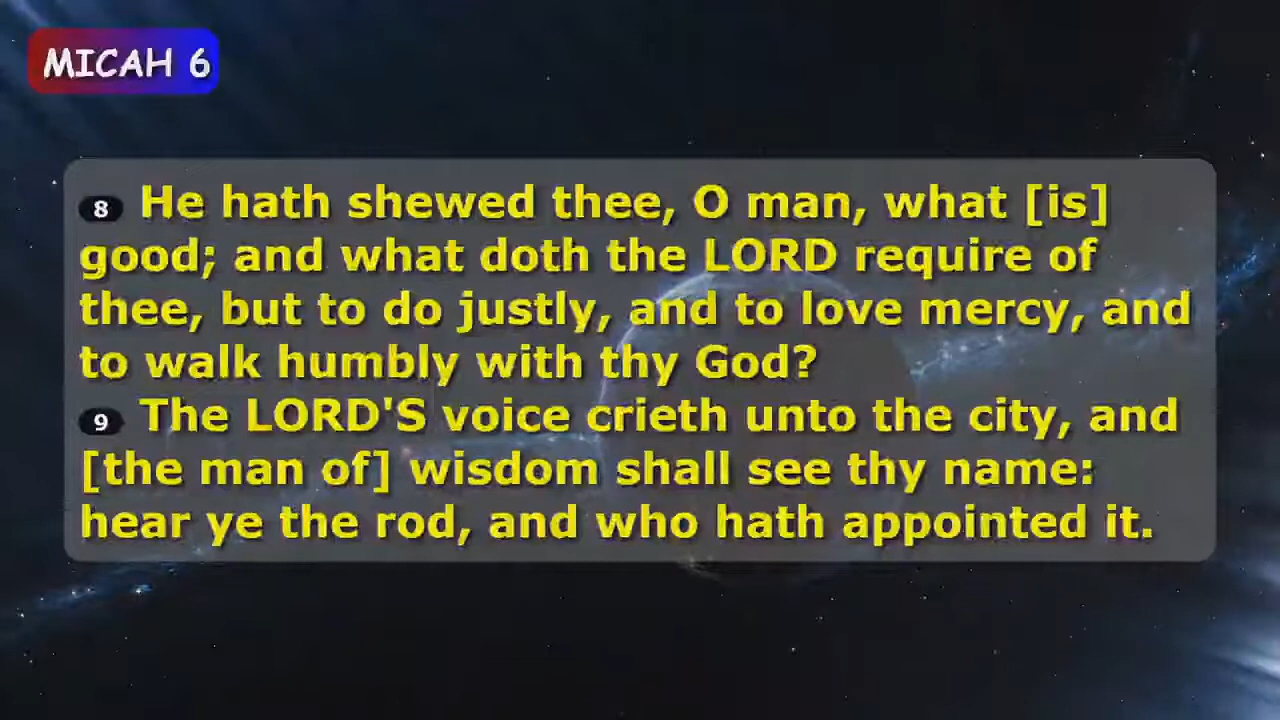 MICAH 6
8 He hath shewed thee, O man, what [is]
good; and what doth the LORD require of
thee, but to do justly, and to love mercy, and
to walk humbly with thy God?
9 The LORD'S voice crieth unto the city, and
[the man of] wisdom shall see thy name:
hear ye the rod, and who hath appointed it.